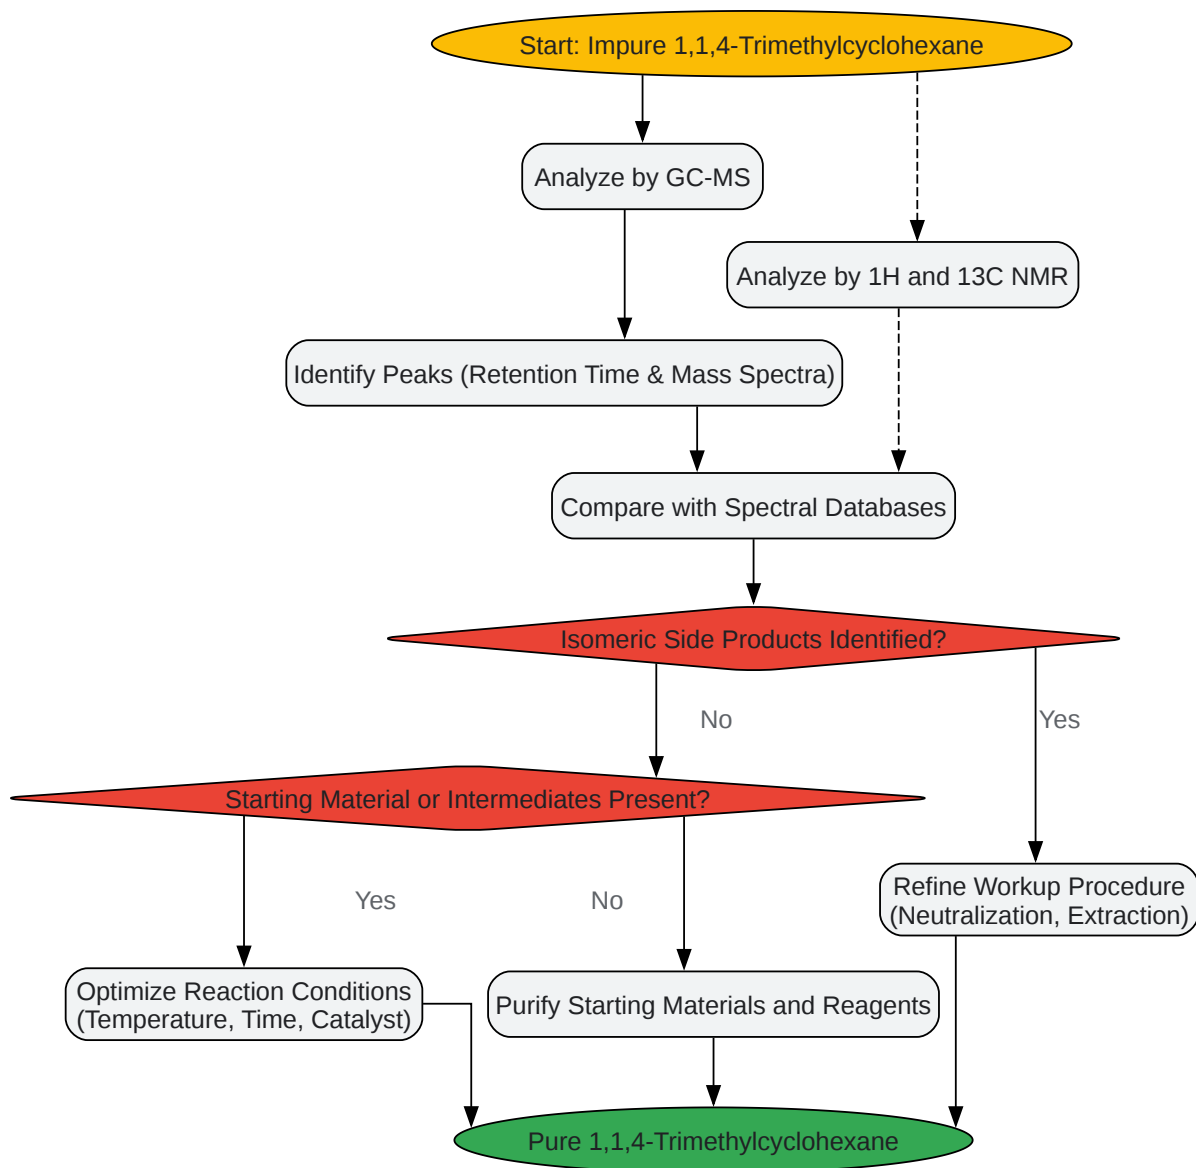 Start: Impure 1,1,4-Trimethylcyclohexane
Analyze by GC-MS
Analyze by 1H and 13C NMR
Identify Peaks (Retention Time & Mass Spectra)
Compare with Spectral Databases
Isomeric Side Products Identified?
No
Yes
Starting Material or Intermediates Present?
Yes
No
Refine Workup Procedure
(Neutralization, Extraction)
Optimize Reaction Conditions
(Temperature, Time, Catalyst)
Purify Starting Materials and Reagents
Pure 1,1,4-Trimethylcyclohexane